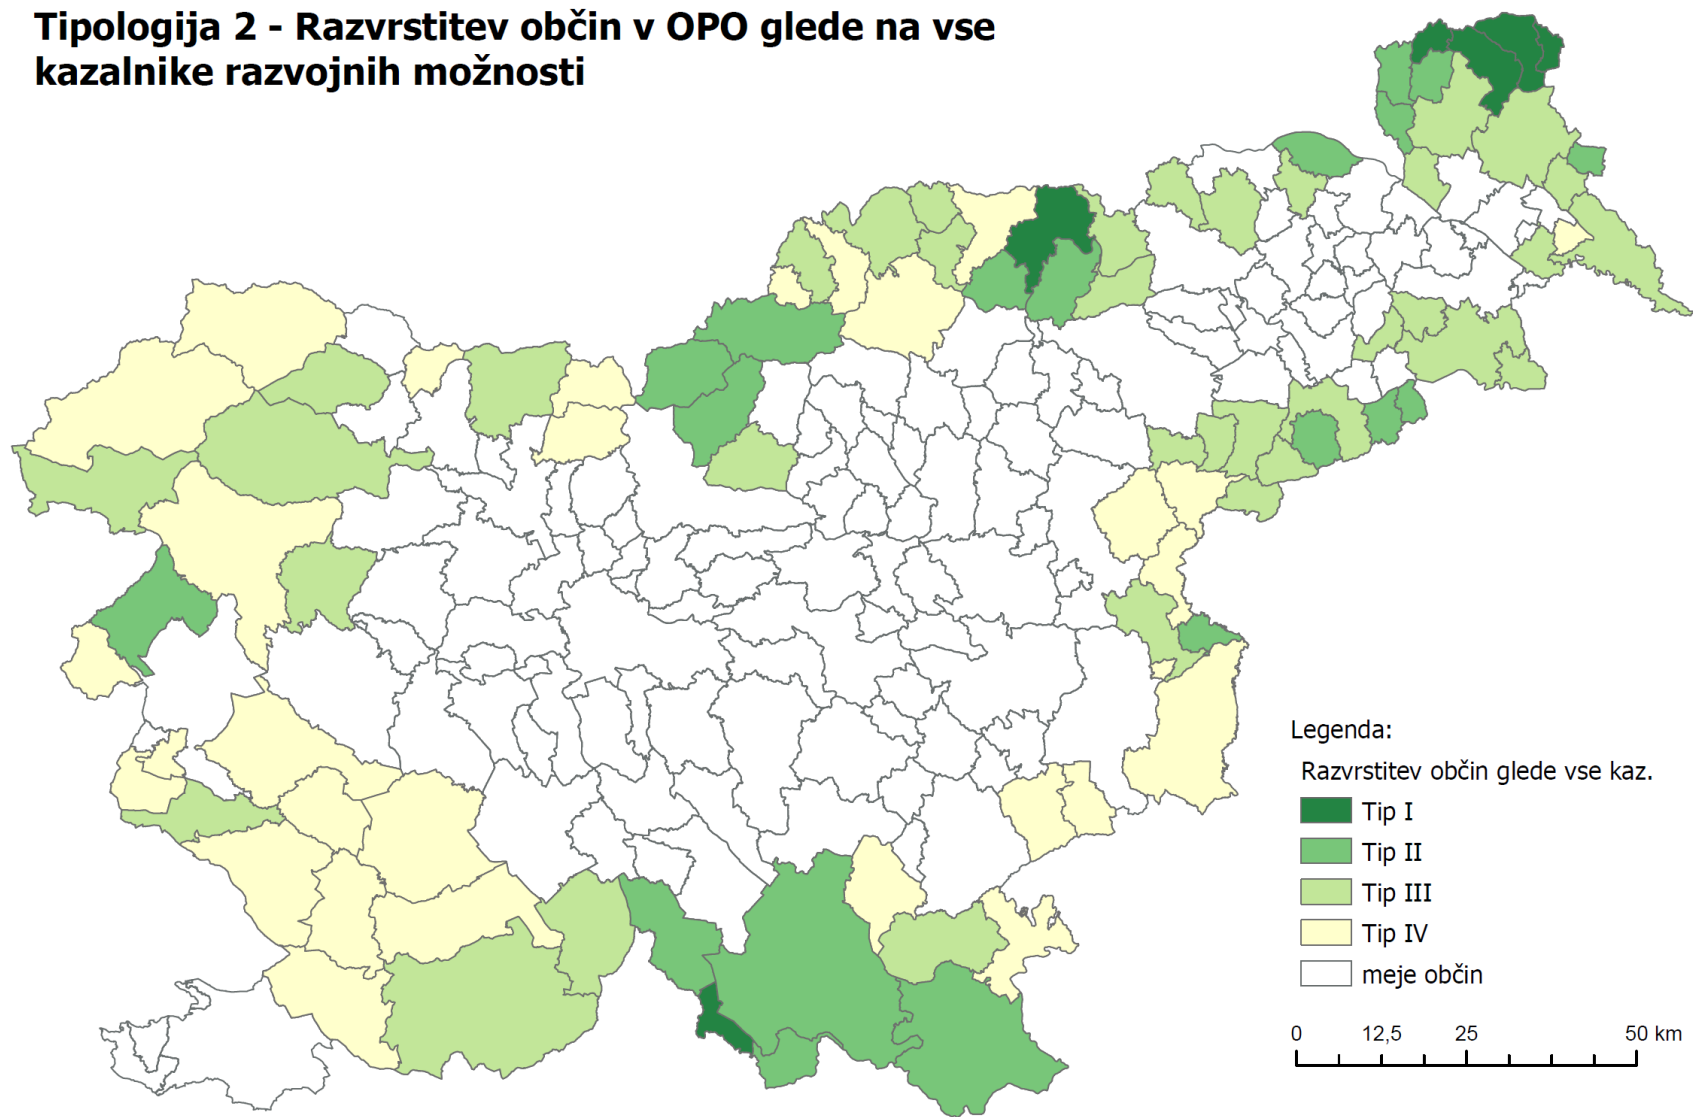 Tipologija 2 - Razvrstitev občin v OPO glede na vse
kazalnike razvojnih možnosti
Legenda:
Razvrstitev občin glede vse kaz.
Tip I
Tip II
Tip III
Tip IV
meje občin
0 12,5 25 50 km